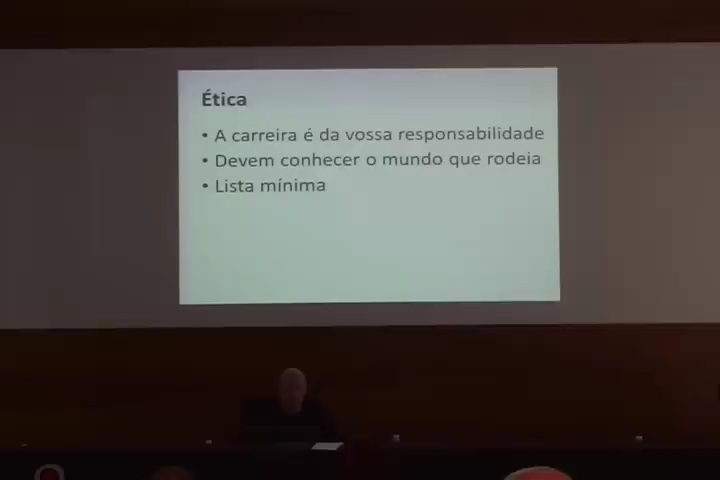 Ética
• A carreira é da vossa responsabilidade
• Devem conhecer o mundo que rodeia
• Lista mínima